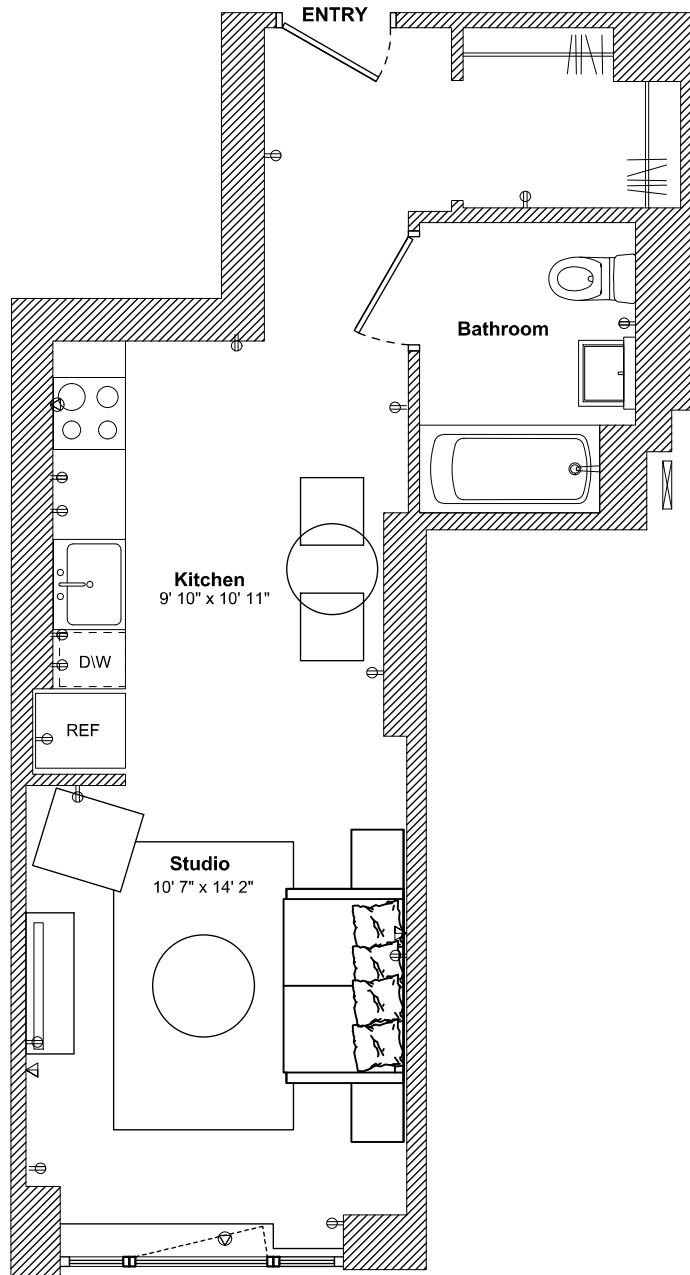 ENTRY
Bathroom
Kitchen
9' 10" x 10' 11"
D\W
REF
Studio
10' 7" x 14' 2"